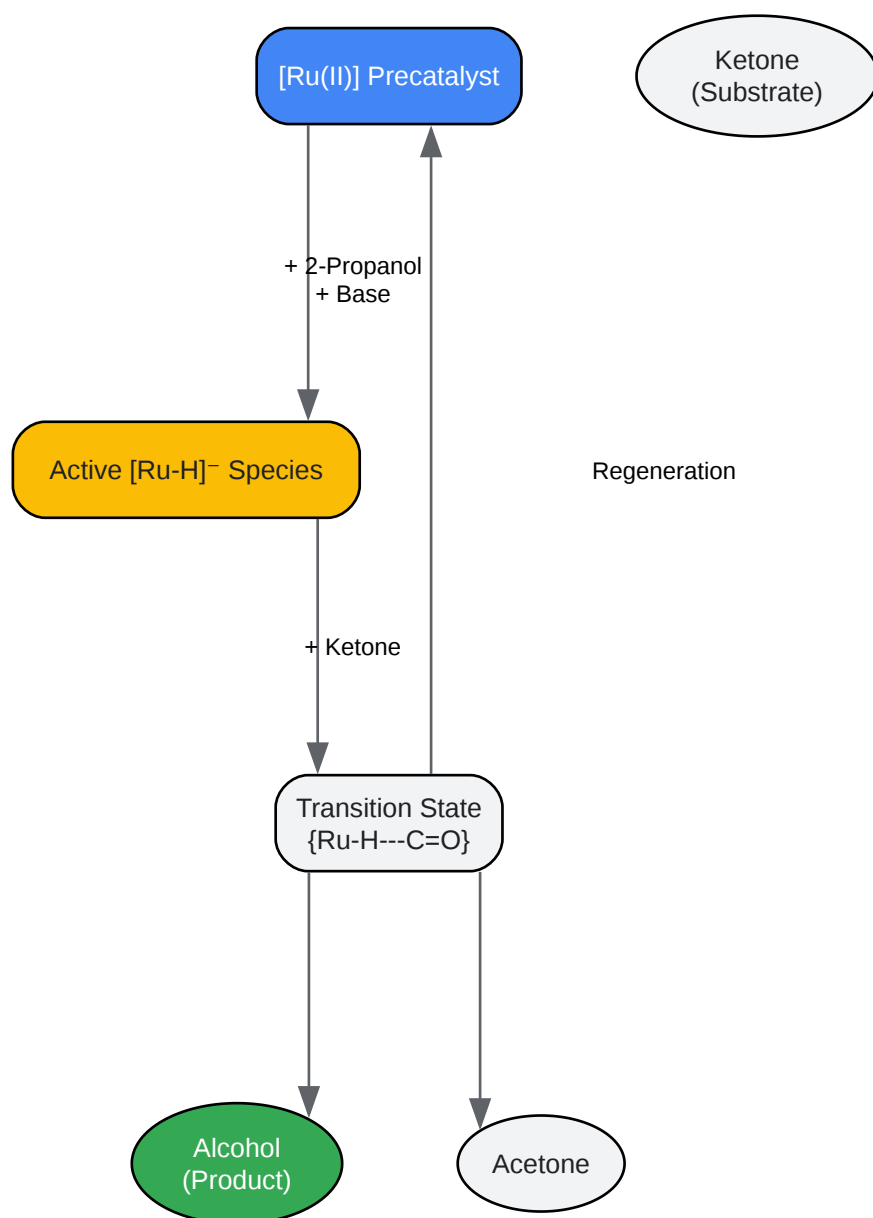 [Ru(II)] Precatalyst
Ketone
(Substrate)
+ 2-Propanol
+ Base
Active [Ru-H]⁻ Species
Regeneration
+ Ketone
Transition State
{Ru-H---C=O}
Alcohol
(Product)
Acetone